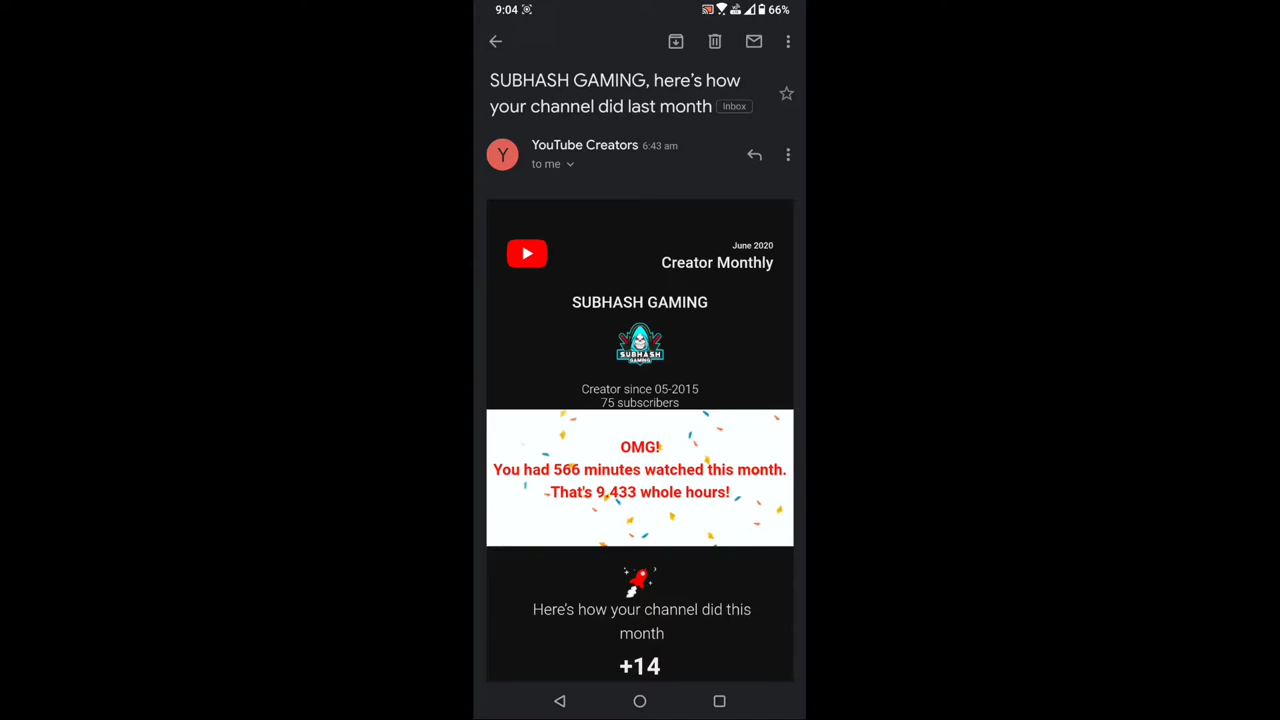 9:04
66%
SUBHASH GAMING, here's how
your channel did last month Inbox
Y
YouTube Creators 6:43 am
to me
June 2020
Creator Monthly
SUBHASH GAMING
SUBHASH
GAMING
Creator since 05-2015
75 subscribers
OMG!
You had 566 minutes watched this month.
That's 9.433 whole hours!
Here's how your channel did this
month
+14